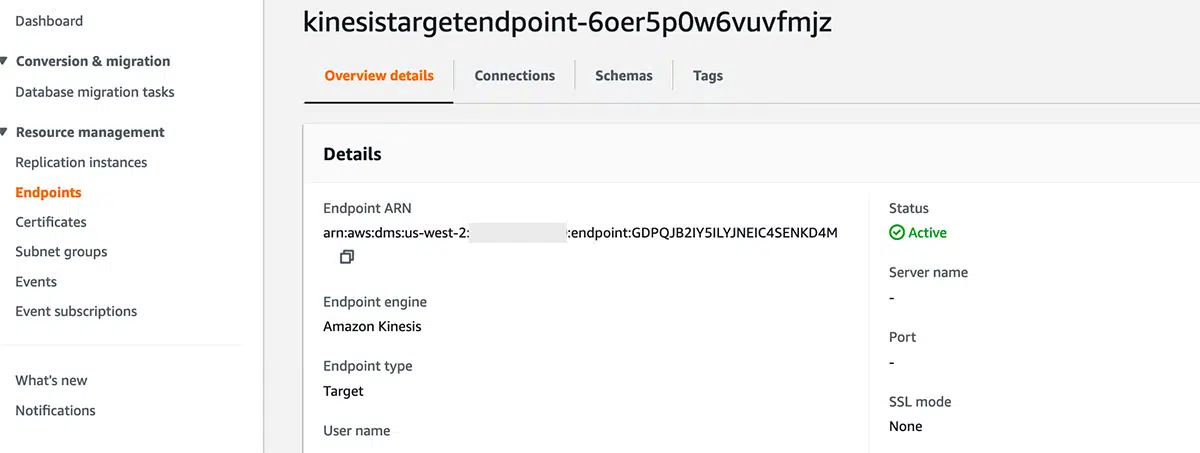 Dashboard
Conversion & migration
Database migration tasks
Resource management
Replication instances
Endpoints
Certificates
Subnet groups
Events
Event subscriptions
What's new
Notifications
kinesistargetendpoint-6oer5p0w6vuvfmjz
Overview details
Connections
Schemas
Tags
Details
Endpoint ARN
arn:aws:dms:us-west-2: :endpoint:GDPQJB2IY5ILYJNEIC4SENKD4M
Endpoint engine
Amazon Kinesis
Endpoint type
Target
User name
Status
Active
Server name
-
Port
-
SSL mode
None